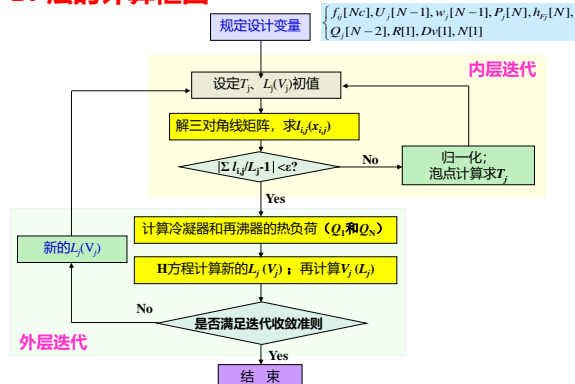 规定设计变量
f_ij[Nc],U_j[N−1],w_j[N−1],P_j[N],h_Fj[N],
Q_j[N−2],R[1],Dv[1],N[1]
内层迭代
设定T_j、L_j(V_j)初值
解三对角线矩阵，求l_i,j(x_i,j)
|Σ l_i,j/L_j-1| <ε?
No
归一化；
泡点计算求T_j
Yes
计算冷凝器和再沸器的热负荷（Q_1和Q_N）
新的L_j(V_j)
H方程计算新的L_j (V_j) ；再计算V_j (L_j)
No
是否满足迭代收敛准则
外层迭代
Yes
结 束